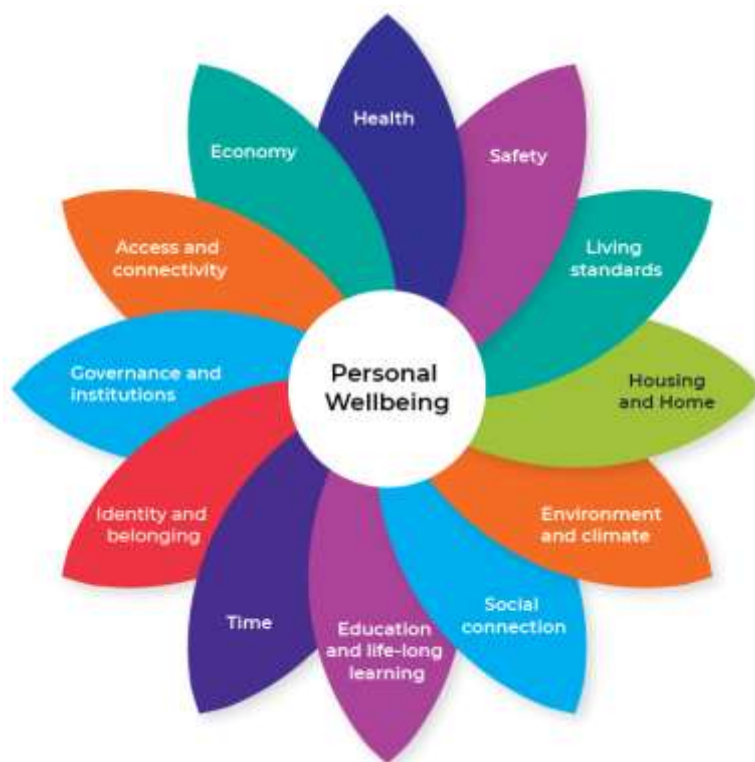 Health
Safety
Living
standards
Housing
and Home
Environment
and climate
Social
connection
Education
and life-long
learning
Time
Identity and
belonging
Governance and
institutions
Access and
connectivity
Economy
Personal
Wellbeing